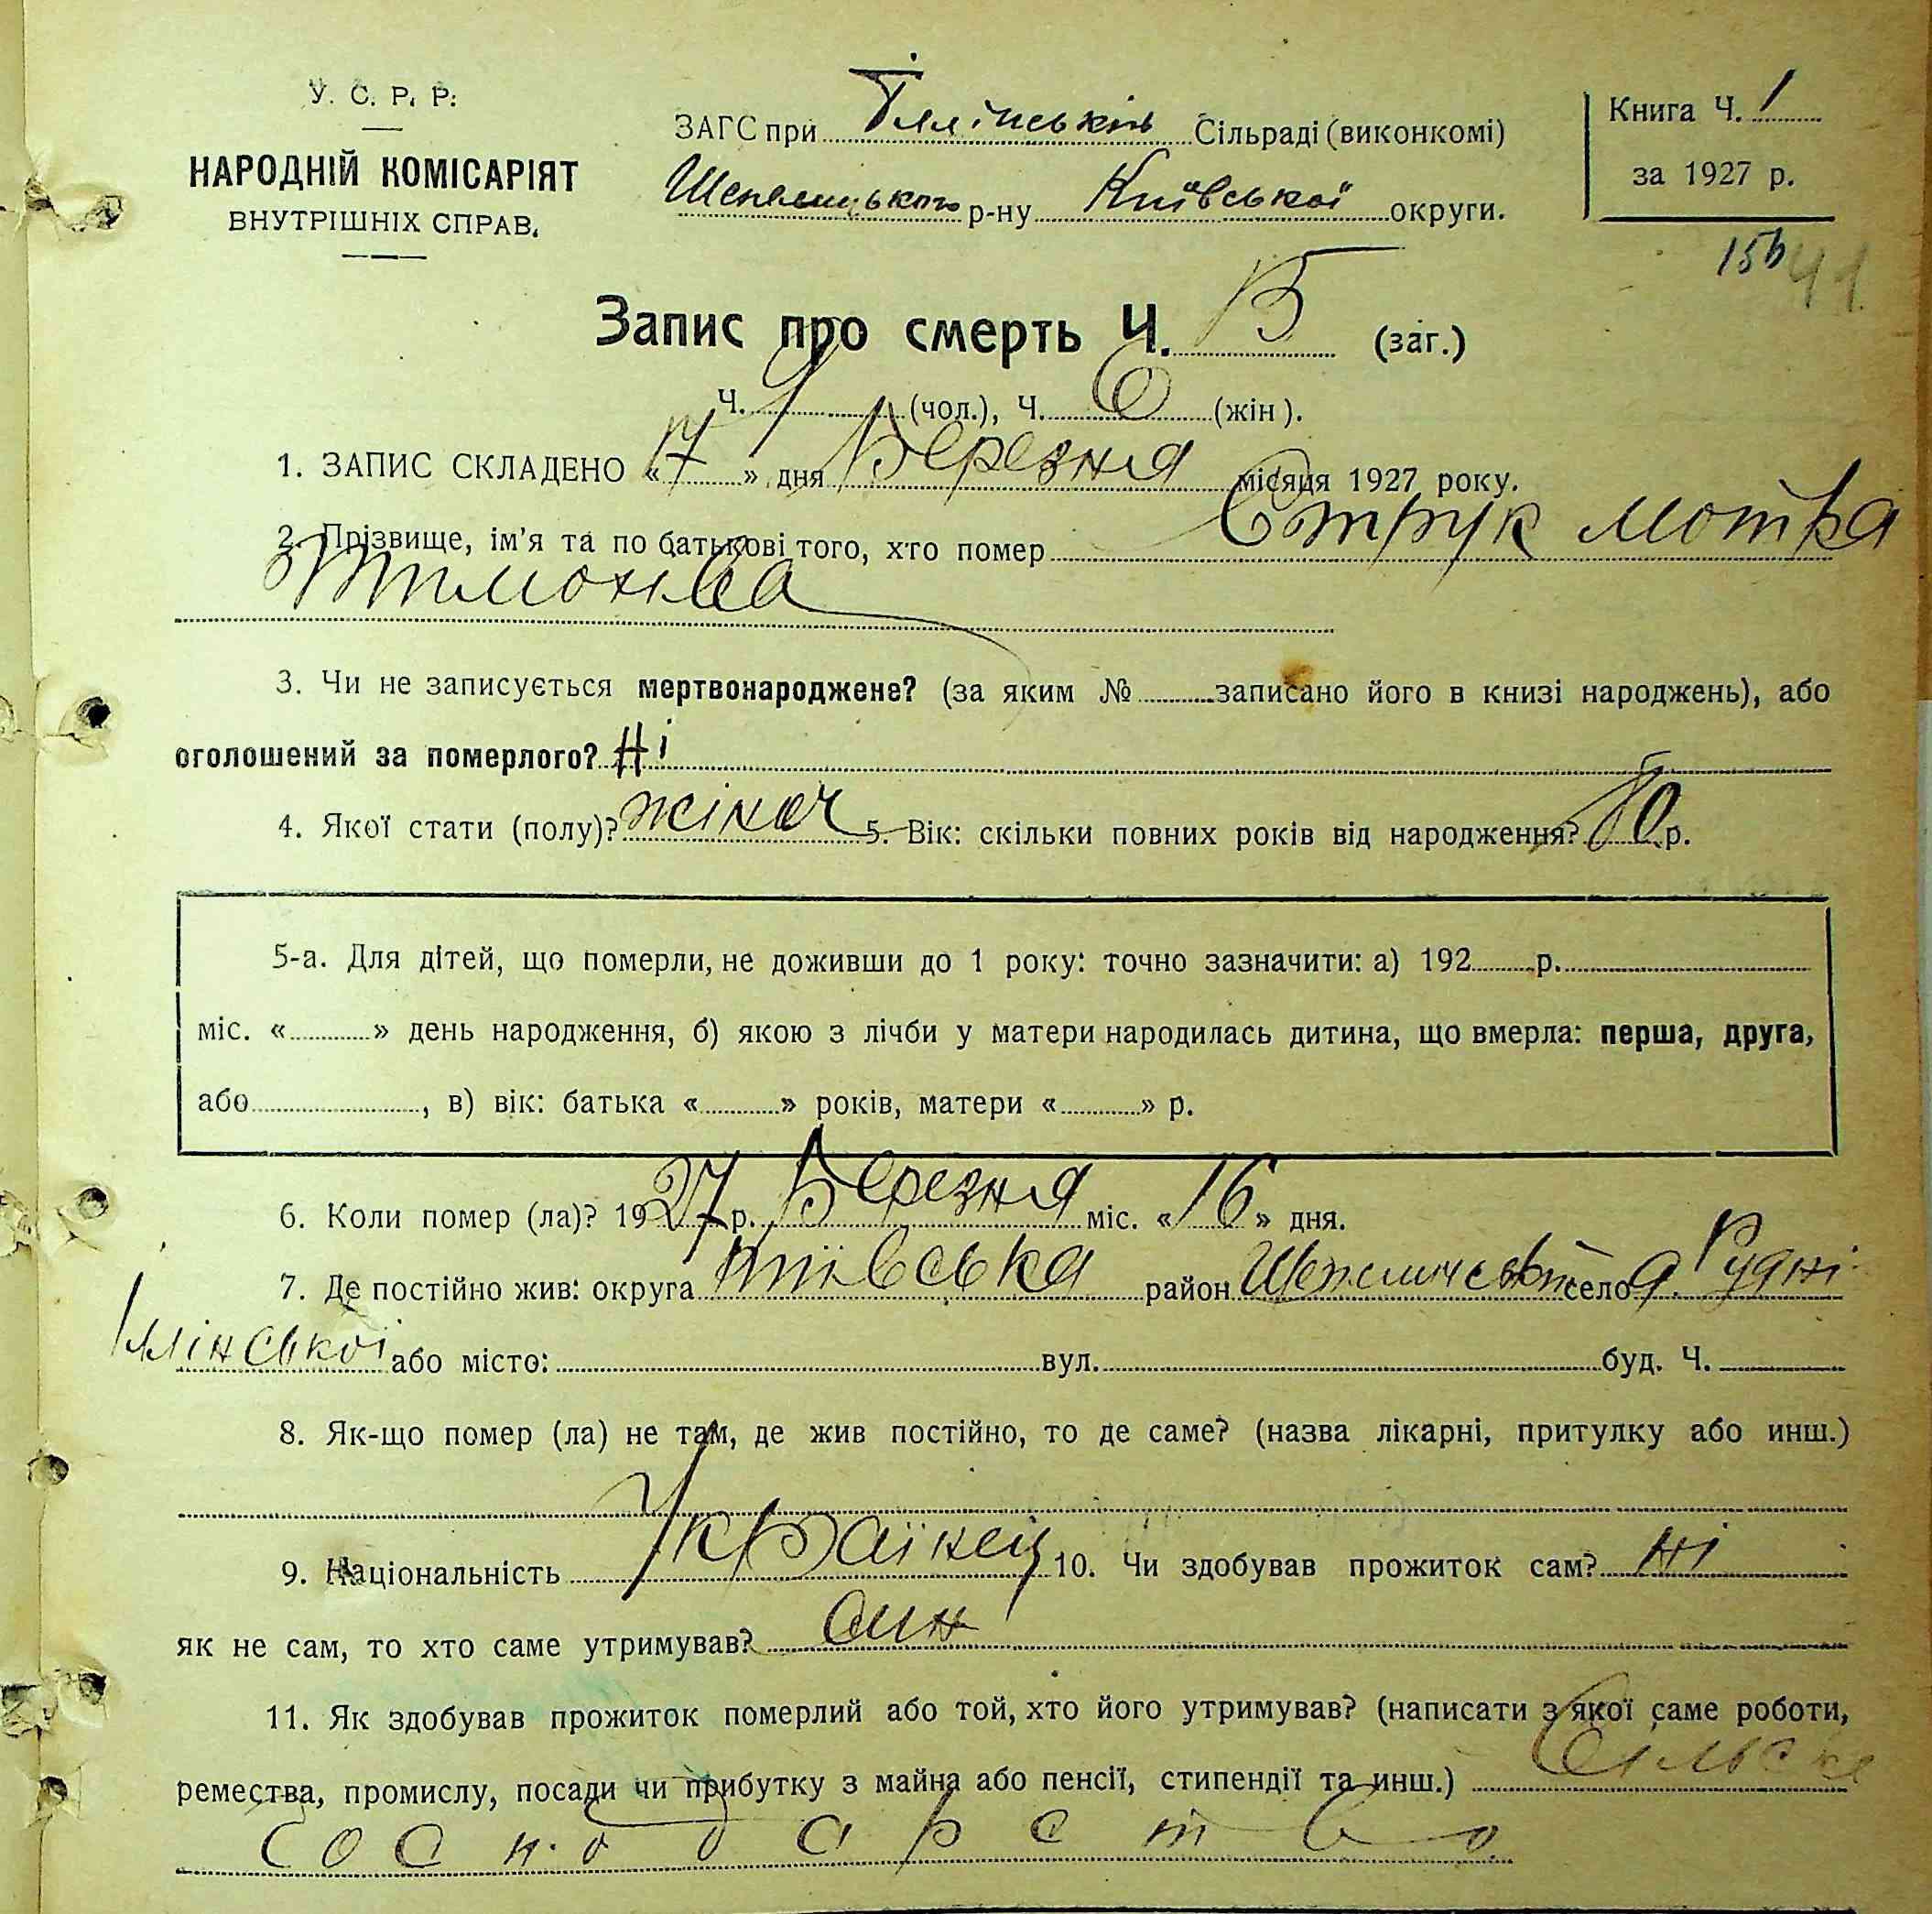 У. С. Р. Р.
НАРОДНІЙ КОМІСАРІЯТ
ВНУТРІШНІХ СПРАВ.
ЗАГС при Іллінській Сільраді (виконкомі)
Шепелицького р-ну Київської округи.
Книга Ч. 1
за 1927 р.
Запис про смерть Ч. 15 (заг.)
Ч. 9 (чол.), Ч. 6 (жін).
1. ЗАПИС СКЛАДЕНО «17» дня Березня місяця 1927 року.
2. Прізвище, ім'я та по батькові того, хто помер Струк Мотра
Тимохіва
3. Чи не записується мертвонароджене? (за яким № записано його в книзі народжень), або
оголошений за померлого? Ні
4. Якої стати (полу)? жіноч 5. Вік: скільки повних років від народження? 80 р.
5-а. Для дітей, що померли, не доживши до 1 року: точно зазначити: а) 192 р.
міс. « » день народження, б) якою з лічби у матери народилась дитина, що вмерла: перша, друга,
або , в) вік: батька « » років, матери « » р.
6. Коли помер (ла)? 1927 р. Березня міс. «16» дня.
7. Де постійно жив: округа Київська район село Рудні
Ілінської або місто: вул. буд. Ч.
8. Як-що помер (ла) не там, де жив постійно, то де саме? (назва лікарні, притулку або инш.)
9. Національність Українец 10. Чи здобував прожиток сам? Ні
як не сам, то хто саме утримував? син
11. Як здобував прожиток померлий або той, хто його утримував? (написати з якої саме роботи,
ремества, промислу, посади чи прибутку з майна або пенсії, стипендії та инш.) Сільске
господарство